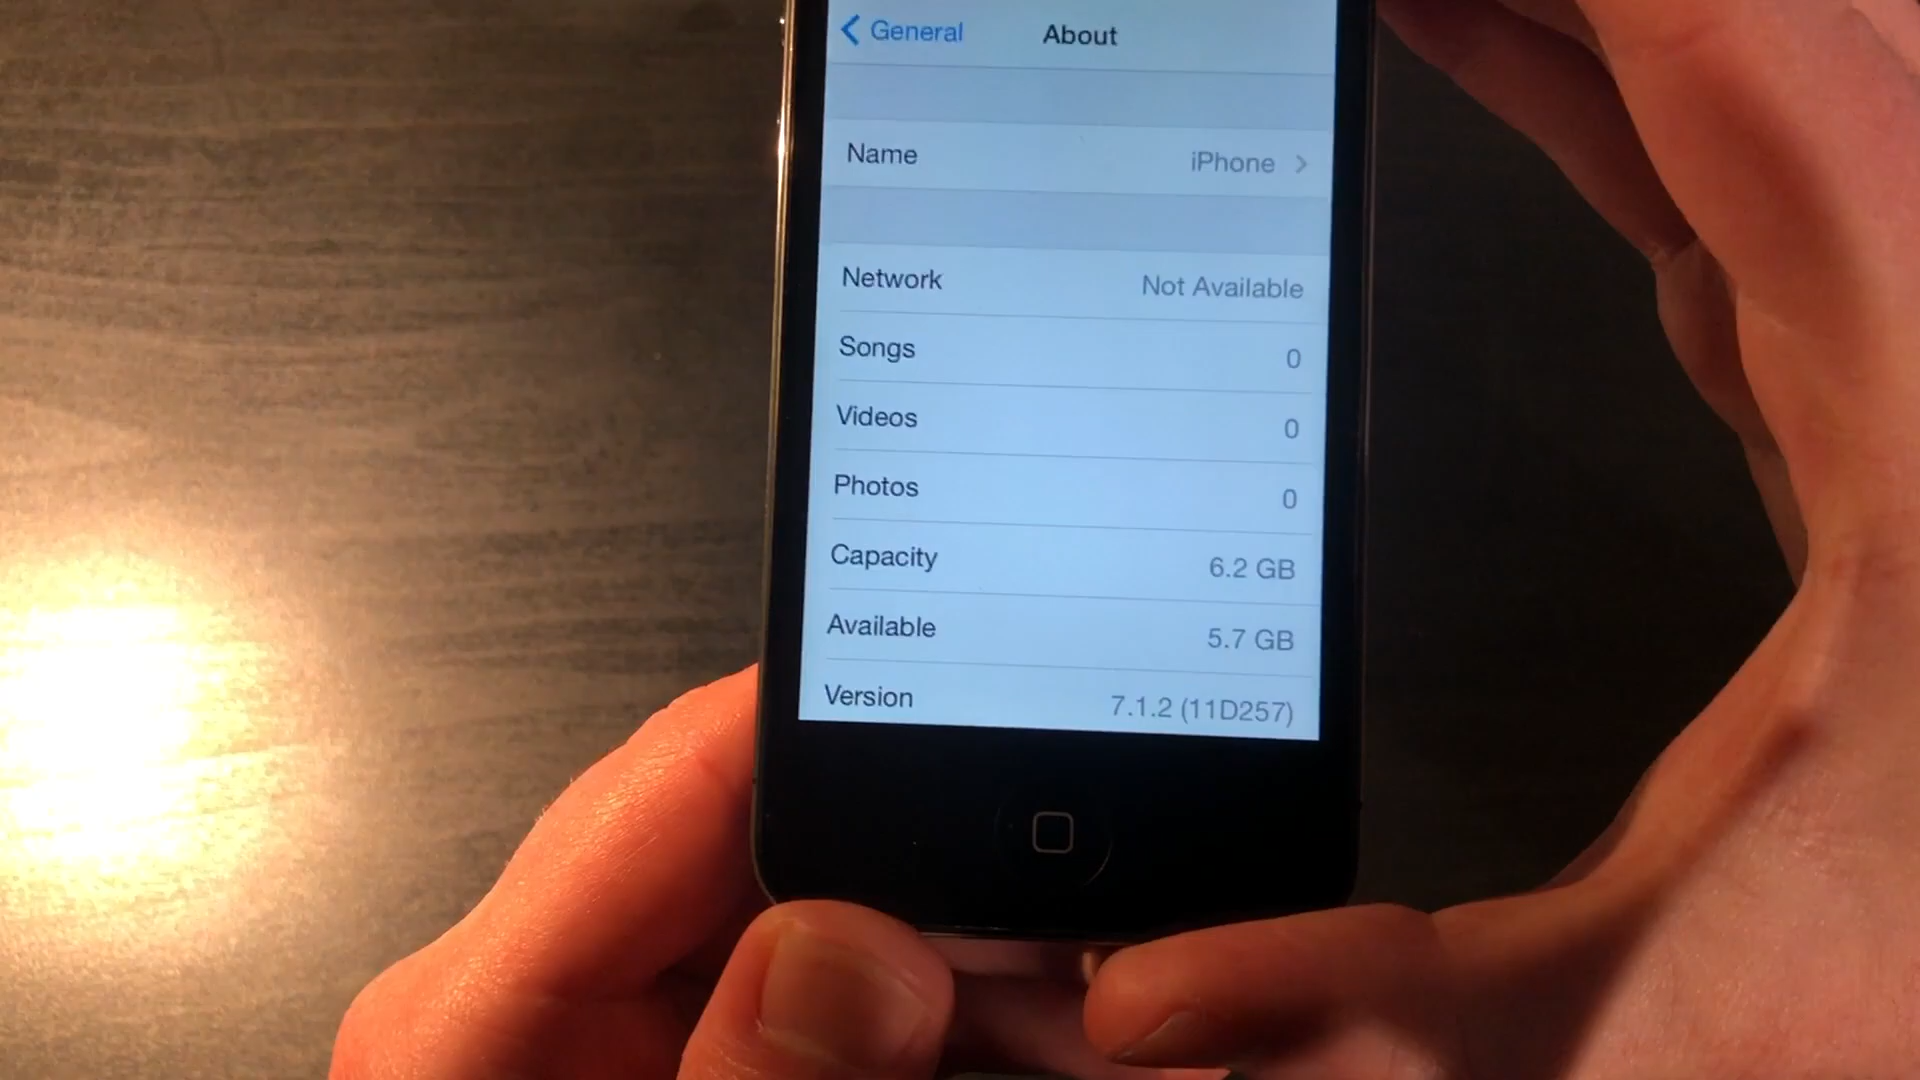 General
About
Name iPhone
Network Not Available
Songs 0
Videos 0
Photos 0
Capacity 6.2 GB
Available 5.7 GB
Version 7.1.2 (11D257)